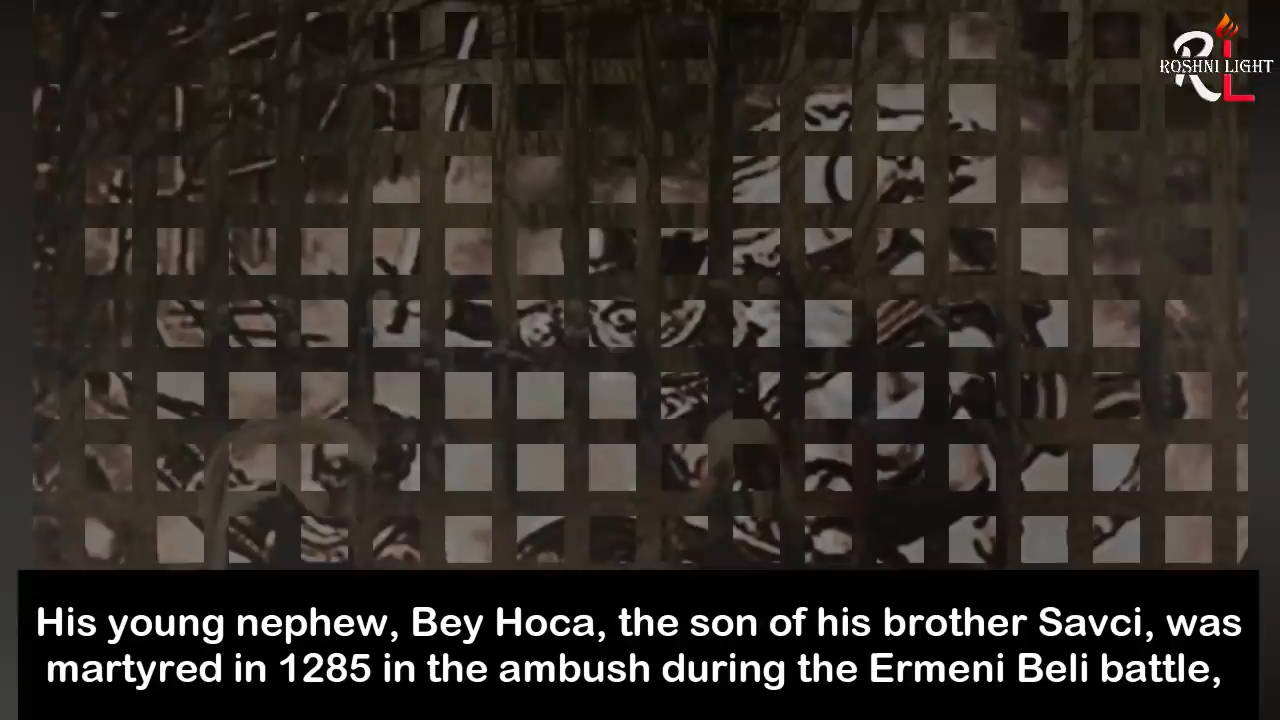 RL
ROSHNI LIGHT
His young nephew, Bey Hoca, the son of his brother Savci, was
martyred in 1285 in the ambush during the Ermeni Beli battle,